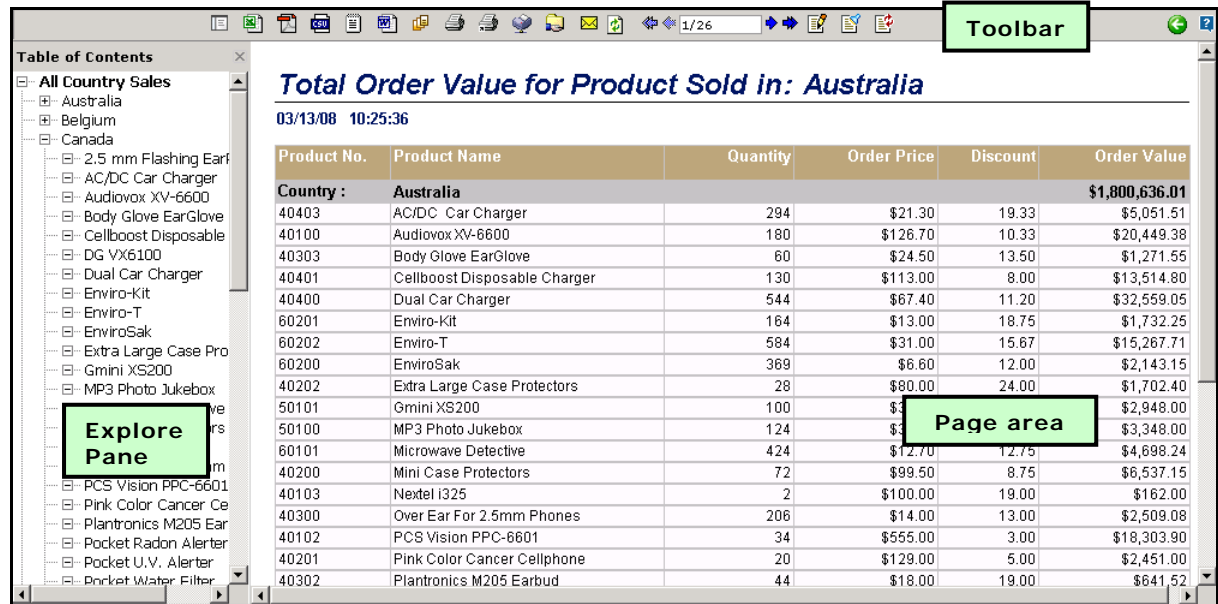 CSV
W
1/26
Toolbar
?
Table of Contents ×
All Country Sales
Australia
Belgium
Canada
2.5 mm Flashing Ear
AC/DC Car Charger
Audiovox XV-6600
Body Glove EarGlove
Cellboost Disposable
DG VX6100
Dual Car Charger
Enviro-Kit
Enviro-T
EnviroSak
Extra Large Case Pro
Gmini XS200
MP3 Photo Jukebox
Explore
Pane
PCS Vision PPC-6601
Pink Color Cancer Ce
Plantronics M205 Ear
Pocket Radon Alerter
Pocket U.V. Alerter
Pocket Water Filter
Total Order Value for Product Sold in: Australia
03/13/08 10:25:36
Product No. Product Name Quantity Order Price Discount Order Value
Country : Australia $1,800,636.01
40403 AC/DC Car Charger 294 $21.30 19.33 $5,051.51
40100 Audiovox XV-6600 180 $126.70 10.33 $20,449.38
40303 Body Glove EarGlove 60 $24.50 13.50 $1,271.55
40401 Cellboost Disposable Charger 130 $113.00 8.00 $13,514.80
40400 Dual Car Charger 544 $67.40 11.20 $32,559.05
60201 Enviro-Kit 164 $13.00 18.75 $1,732.25
60202 Enviro-T 584 $31.00 15.67 $15,267.71
60200 EnviroSak 369 $6.60 12.00 $2,143.15
40202 Extra Large Case Protectors 28 $80.00 24.00 $1,702.40
50101 Gmini XS200 100 $2,948.00
50100 MP3 Photo Jukebox 124 $3,348.00
60101 Microwave Detective 424 $12.70 12.75 $4,698.24
Page area
40200 Mini Case Protectors 72 $99.50 8.75 $6,537.15
40103 Nextel i325 2 $100.00 19.00 $162.00
40300 Over Ear For 2.5mm Phones 206 $14.00 13.00 $2,509.08
40102 PCS Vision PPC-6601 34 $555.00 3.00 $18,303.90
40201 Pink Color Cancer Cellphone 20 $129.00 5.00 $2,451.00
40302 Plantronics M205 Earbud 44 $18.00 19.00 $641.52